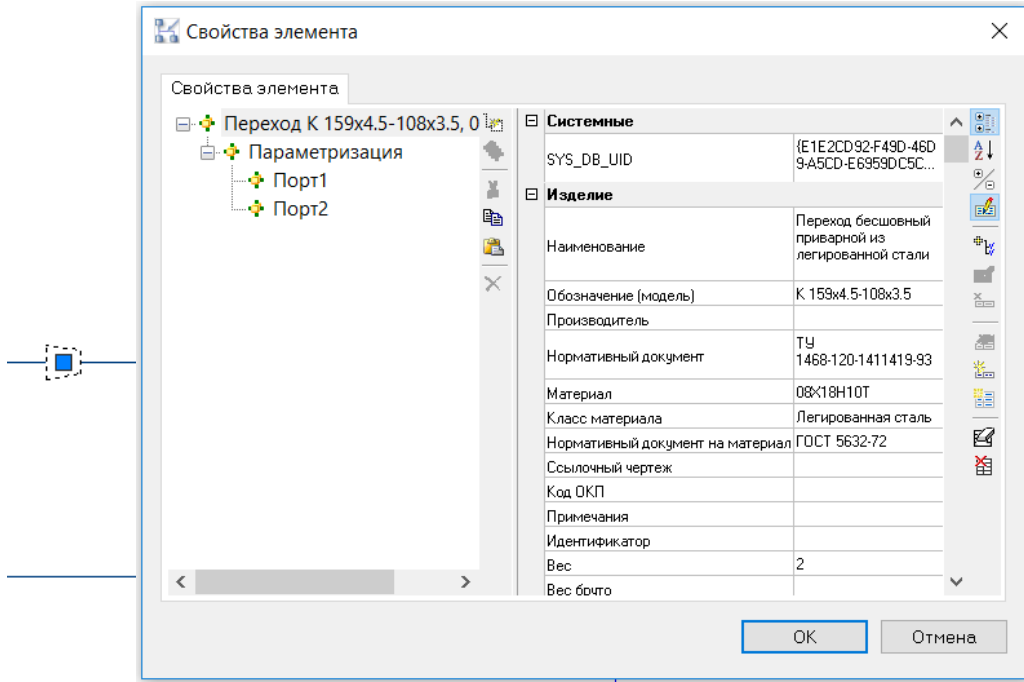 Свойства элемента
Свойства элемента
Переход К 159x4.5-108x3.5, 0
Параметризация
Порт1
Порт2
Системные
SYS_DB_UID
{E1E2CD92-F49D-46D
9-A5CD-E6959DC5C...
Изделие
Наименование
Переход бесшовный
приварной из
легированной стали
Обозначение (модель)
К 159x4.5-108x3.5
Производитель
Нормативный документ
ТУ
1468-120-1411419-93
Материал
08Х18Н10Т
Класс материала
Легированная сталь
Нормативный документ на материал
ГОСТ 5632-72
Ссылочный чертеж
Код ОКП
Примечания
Идентификатор
Вес
2
Вес брутто
OK
Отмена